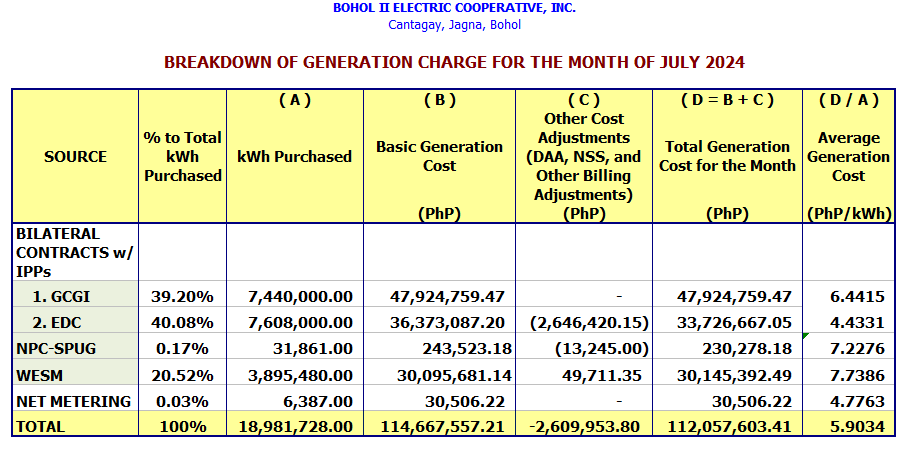 BOHOL II ELECTRIC COOPERATIVE, INC.
Cantagay, Jagna, Bohol
BREAKDOWN OF GENERATION CHARGE FOR THE MONTH OF JULY 2024
SOURCE
% to Total
kWh
Purchased
( A )
kWh Purchased
( B )
Basic Generation
Cost
(PhP)
( C )
Other Cost
Adjustments
(DAA, NSS, and
Other Billing
Adjustments)
(PhP)
( D = B + C )
Total Generation
Cost for the Month
(PhP)
( D / A )
Average
Generation
Cost
(PhP/kWh)
BILATERAL
CONTRACTS w/
IPPs
1. GCGI 39.20% 7,440,000.00 47,924,759.47 - 47,924,759.47 6.4415
2. EDC 40.08% 7,608,000.00 36,373,087.20 (2,646,420.15) 33,726,667.05 4.4331
NPC-SPUG 0.17% 31,861.00 243,523.18 (13,245.00) 230,278.18 7.2276
WESM 20.52% 3,895,480.00 30,095,681.14 49,711.35 30,145,392.49 7.7386
NET METERING 0.03% 6,387.00 30,506.22 - 30,506.22 4.7763
TOTAL 100% 18,981,728.00 114,667,557.21 -2,609,953.80 112,057,603.41 5.9034